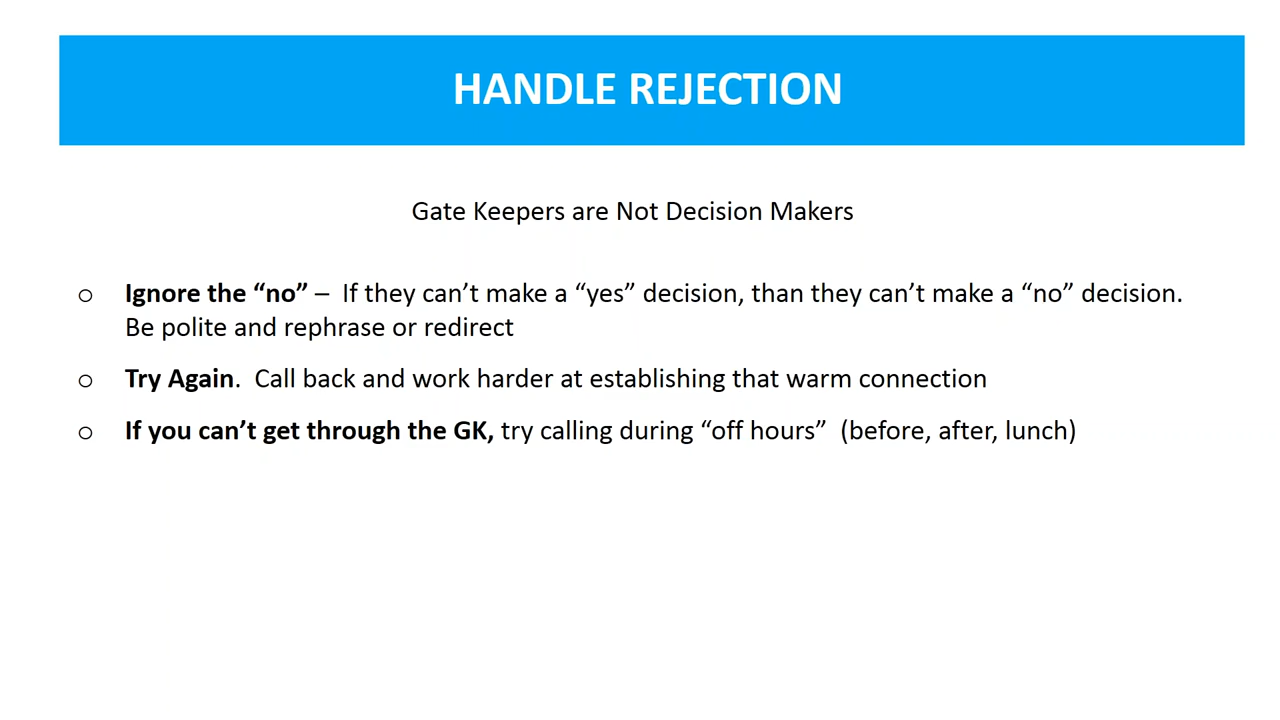 HANDLE REJECTION
Gate Keepers are Not Decision Makers
o Ignore the “no” – If they can’t make a “yes” decision, than they can’t make a “no” decision.
Be polite and rephrase or redirect
o Try Again. Call back and work harder at establishing that warm connection
o If you can’t get through the GK, try calling during “off hours” (before, after, lunch)